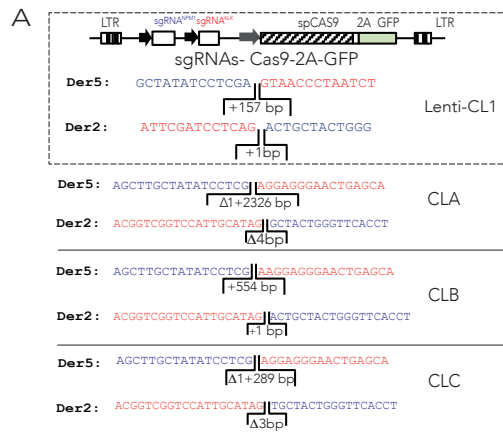 A
LTR sgRNA^NPM1 sgRNA^ALK spCAS9 2A GFP LTR
sgRNAs- Cas9-2A-GFP
Der5: GCTATATCCTCGA GTAACCCTAATCT
+157 bp
Lenti-CL1
Der2: ATTCGATCCTCAG ACTGCTACTGGG
+1bp
Der5: AGCTTGCTATATCCTCG AGGAGGGAACTGAGCA
Δ1+2326 bp
CLA
Der2: ACGGTCGGTCCATTGCATAG GCTACTGGGTTCACCT
Δ4bp
Der5: AGCTTGCTATATCCTCG AAGGAGGGAACTGAGCA
+554 bp
CLB
Der2: ACGGTCGGTCCATTGCATAG ACTGCTACTGGGTTCACCT
+1 bp
Der5: AGCTTGCTATATCCTCG AGGAGGGAACTGAGCA
Δ1+289 bp
CLC
Der2: ACGGTCGGTCCATTGCATAG TGCTACTGGGTTCACCT
Δ3bp